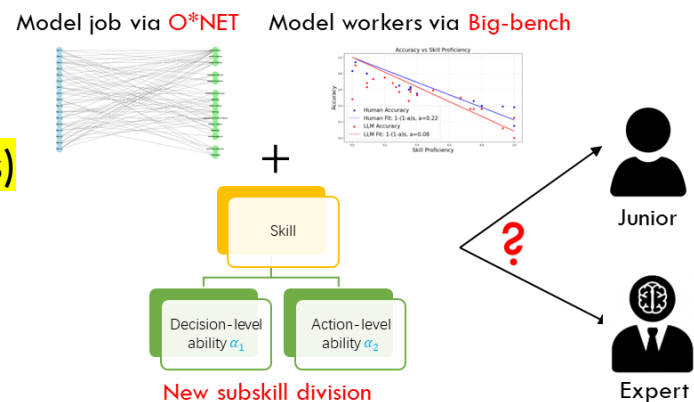 Model job via O*NET
Model workers via Big-bench
Accuracy vs Skill Proficiency
Accuracy
Human Accuracy
Human Fit: 1-(1-a)s, a=0.22
LLM Accuracy
LLM Fit: 1-(1-a)s, a=0.08
Skill Proficiency
s)
+
Skill
Decision-level
ability α₁
Action-level
ability α₂
New subskill division
?
Junior
Expert